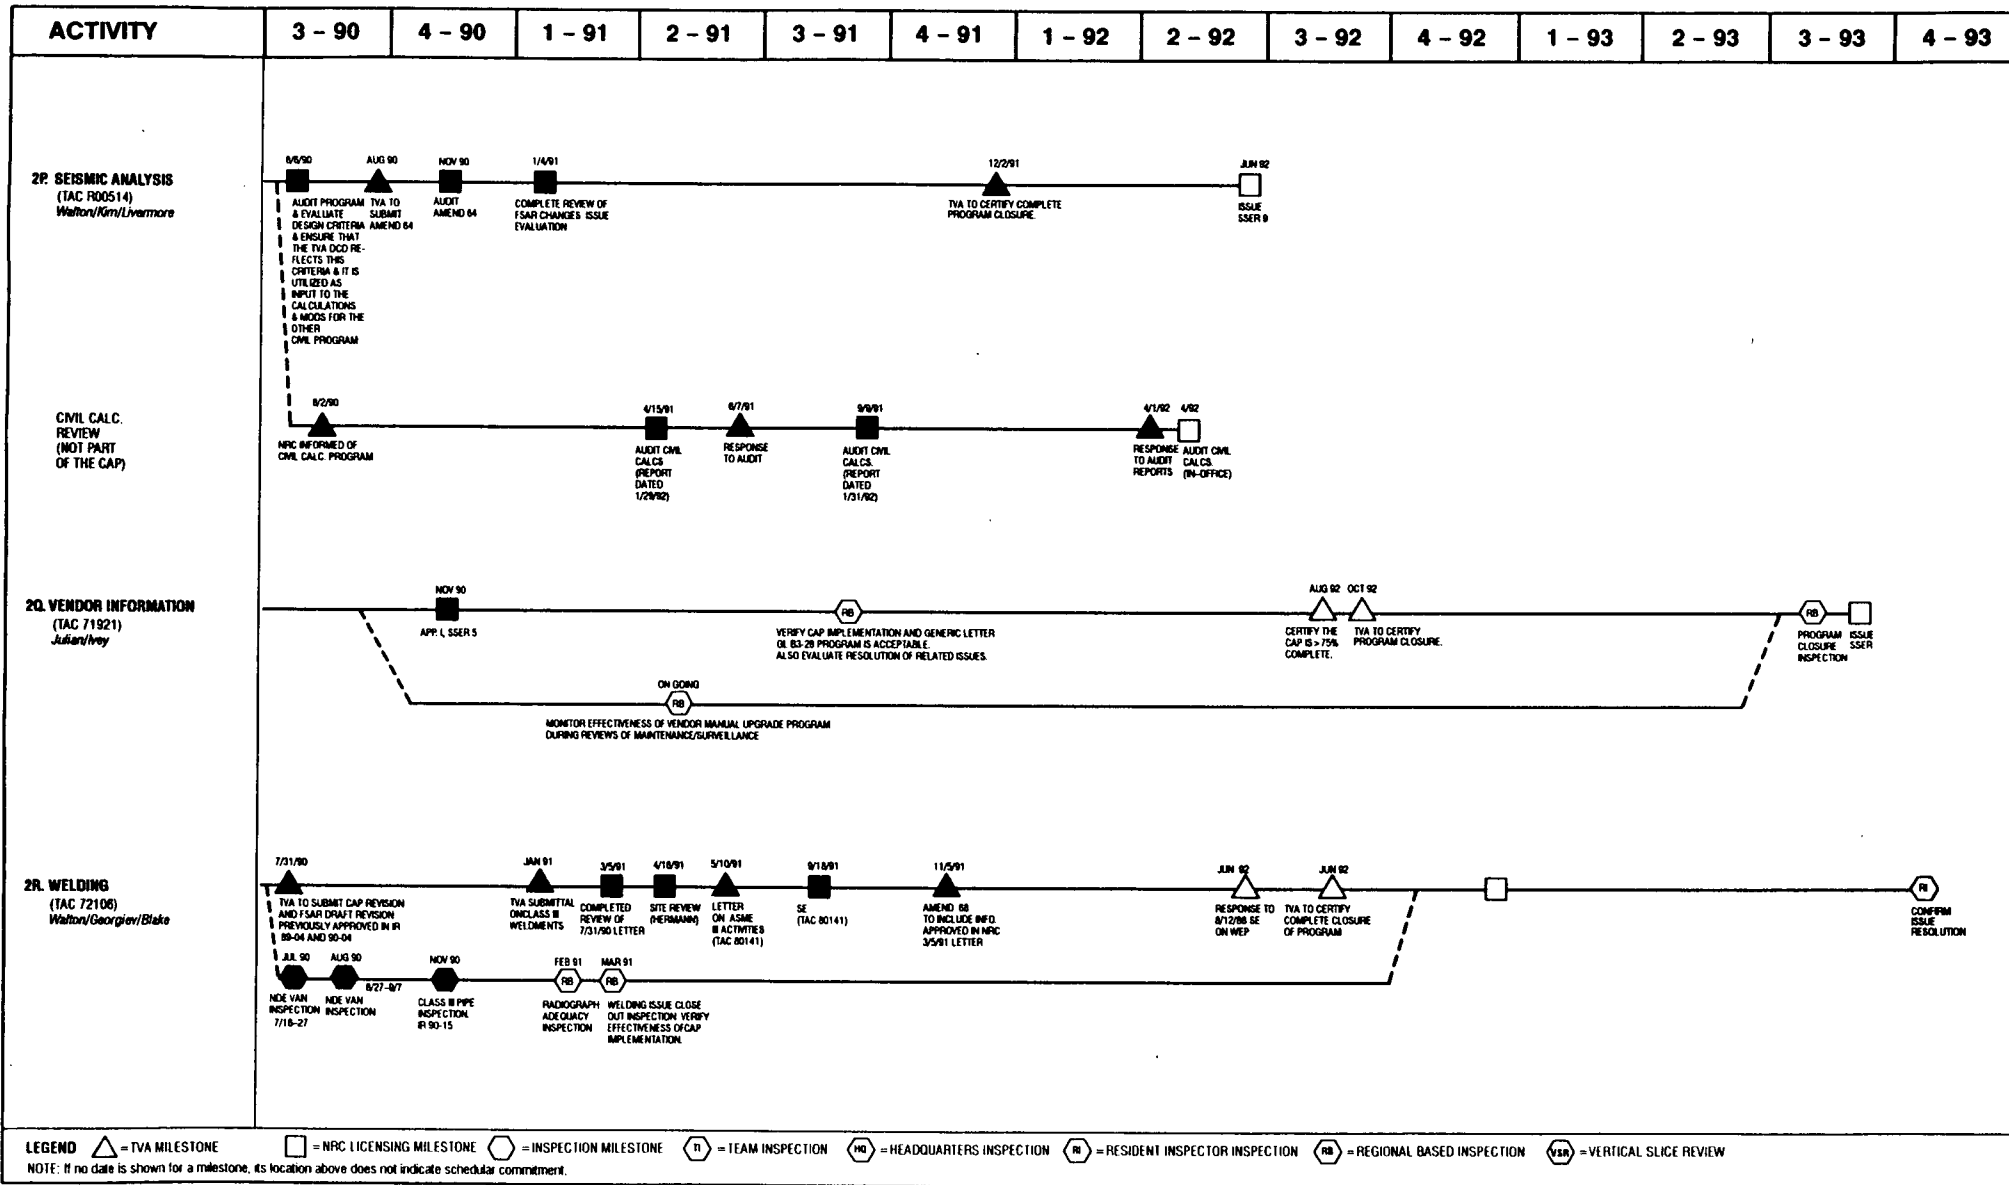 ACTIVITY
3 – 90
4 – 90
1 – 91
2 – 91
3 – 91
4 – 91
1 – 92
2 – 92
3 – 92
4 – 92
1 – 93
2 – 93
3 – 93
4 – 93
2P. SEISMIC ANALYSIS
(TAC R00514)
Walton/Kim/Livermore
AUG 90
NOV 90
1/4/91
12/2/91
JUN 92
AUDIT PROGRAM
& EVALUATE
DESIGN CRITERIA
& ENSURE THAT
THE TVA DCD RE-
FLECTS THIS
CRITERIA & IT IS
UTILIZED AS
INPUT TO THE
CALCULATIONS
& MODS FOR THE
OTHER
CIVIL PROGRAM
TVA TO
SUBMIT
AMEND 64
AUDIT
AMEND 64
COMPLETE REVIEW OF
FSAR CHANGES ISSUE
EVALUATION
TVA TO CERTIFY COMPLETE
PROGRAM CLOSURE.
ISSUE
SSER 9
CIVIL CALC.
REVIEW
(NOT PART
OF THE CAP)
8/2/90
NRC INFORMED OF
CIVIL CALC. PROGRAM
4/15/91
AUDIT CIVIL
CALCS
(REPORT
DATED
1/29/92)
6/7/91
RESPONSE
TO AUDIT
9/9/91
AUDIT CIVIL
CALCS.
(REPORT
DATED
1/31/92)
4/1/92
RESPONSE
TO AUDIT
REPORTS
4/92
AUDIT CIVIL
CALCS.
(IN-OFFICE)
2Q. VENDOR INFORMATION
(TAC 71921)
Julian/Ivey
NOV 90
APP. I, SSER 5
RB
VERIFY CAP IMPLEMENTATION AND GENERIC LETTER
GL 83-28 PROGRAM IS ACCEPTABLE.
ALSO EVALUATE RESOLUTION OF RELATED ISSUES.
AUG 92
CERTIFY THE
CAP IS > 75%
COMPLETE.
OCT 92
TVA TO CERTIFY
PROGRAM CLOSURE.
RB
PROGRAM
CLOSURE
INSPECTION
ISSUE
SSER
ON GOING
RB
MONITOR EFFECTIVENESS OF VENDOR MANUAL UPGRADE PROGRAM
DURING REVIEWS OF MAINTENANCE/SURVEILLANCE
2R. WELDING
(TAC 72106)
Walton/Georgiev/Blake
7/31/90
TVA TO SUBMIT CAP REVISION
AND FSAR DRAFT REVISION
PREVIOUSLY APPROVED IN IR
89-04 AND 90-04
JAN 91
TVA SUBMITTAL
ONCLASS III
WELDMENTS
3/5/91
COMPLETED
REVIEW OF
7/31/90 LETTER
4/16/91
SITE REVIEW
(HERMANN)
5/10/91
LETTER
ON ASME
III ACTIVITIES
(TAC 80141)
9/18/91
SE
(TAC 80141)
11/5/91
AMEND 68
TO INCLUDE INFO.
APPROVED IN NRC
3/5/91 LETTER
JUN 92
RESPONSE TO
8/12/88 SE
ON WEP
JUN 92
TVA TO CERTIFY
COMPLETE CLOSURE
OF PROGRAM
RI
CONFIRM
ISSUE
RESOLUTION
JUL 90
NDE VAN
INSPECTION
7/16–27
AUG 90
NDE VAN
INSPECTION
8/27–9/7
NOV 90
CLASS III PIPE
INSPECTION.
IR 90-15
FEB 91
RB
RADIOGRAPH
ADEQUACY
INSPECTION
MAR 91
RB
WELDING ISSUE CLOSE
OUT INSPECTION. VERIFY
EFFECTIVENESS OFCAP
IMPLEMENTATION.
LEGEND
= TVA MILESTONE
= NRC LICENSING MILESTONE
= INSPECTION MILESTONE
TI = TEAM INSPECTION
HQ = HEADQUARTERS INSPECTION
RI = RESIDENT INSPECTOR INSPECTION
RB = REGIONAL BASED INSPECTION
VSR = VERTICAL SLICE REVIEW
NOTE: If no date is shown for a milestone, its location above does not indicate schedular commitment.